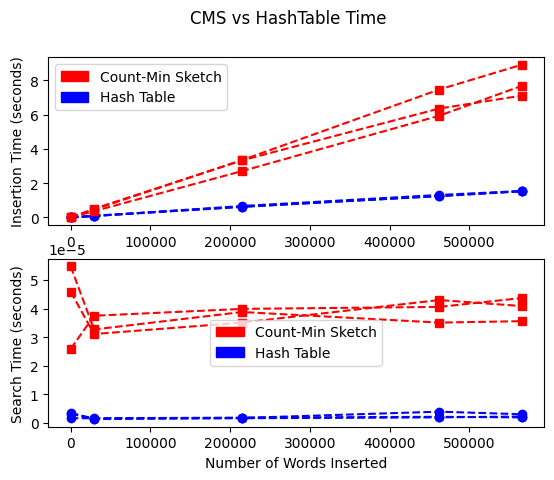 CMS vs HashTable Time
Insertion Time (seconds)
8
6
4
2
0
Count-Min Sketch
Hash Table
0 100000 200000 300000 400000 500000
1e−5
Search Time (seconds)
5
4
3
2
1
0
Count-Min Sketch
Hash Table
0 100000 200000 300000 400000 500000
Number of Words Inserted